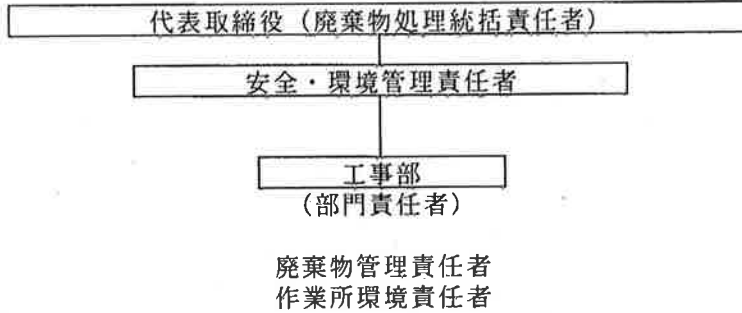 代表取締役（廃棄物処理統括責任者）
安全・環境管理責任者
工事部
（部門責任者）
廃棄物管理責任者
作業所環境責任者